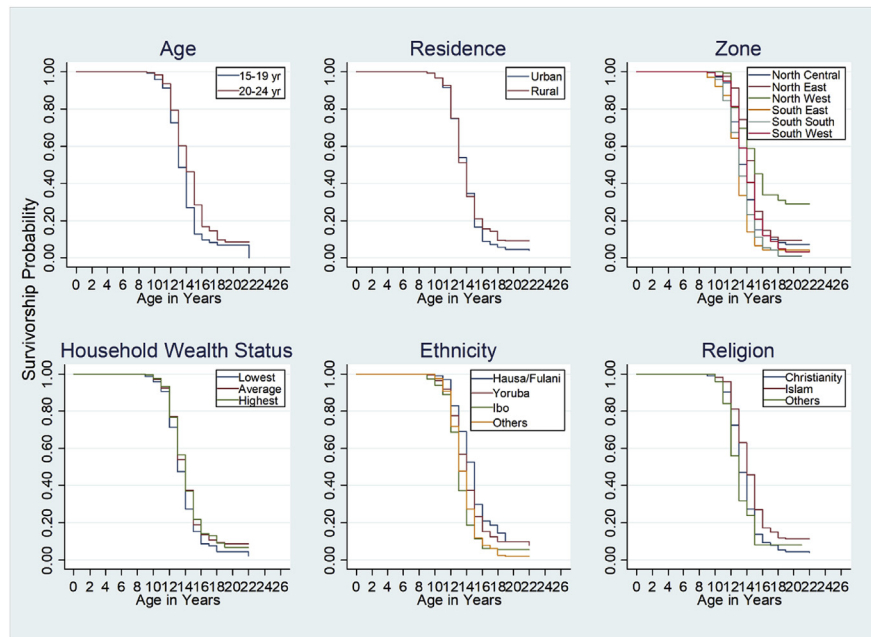 Survivorship Probability
Age
1.00
0.80
0.60
0.40
0.20
0.00
15-19 yr
20-24 yr
0 2 4 6 8 101214161820222426
Age in Years
Residence
1.00
0.80
0.60
0.40
0.20
0.00
Urban
Rural
0 2 4 6 8 101214161820222426
Age in Years
Zone
1.00
0.80
0.60
0.40
0.20
0.00
North Central
North East
North West
South East
South South
South West
0 2 4 6 8 101214161820222426
Age in Years
Household Wealth Status
1.00
0.80
0.60
0.40
0.20
0.00
Lowest
Average
Highest
0 2 4 6 8 101214161820222426
Age in Years
Ethnicity
1.00
0.80
0.60
0.40
0.20
0.00
Hausa/Fulani
Yoruba
Ibo
Others
0 2 4 6 8 101214161820222426
Age in Years
Religion
1.00
0.80
0.60
0.40
0.20
0.00
Christianity
Islam
Others
0 2 4 6 8 101214161820222426
Age in Years